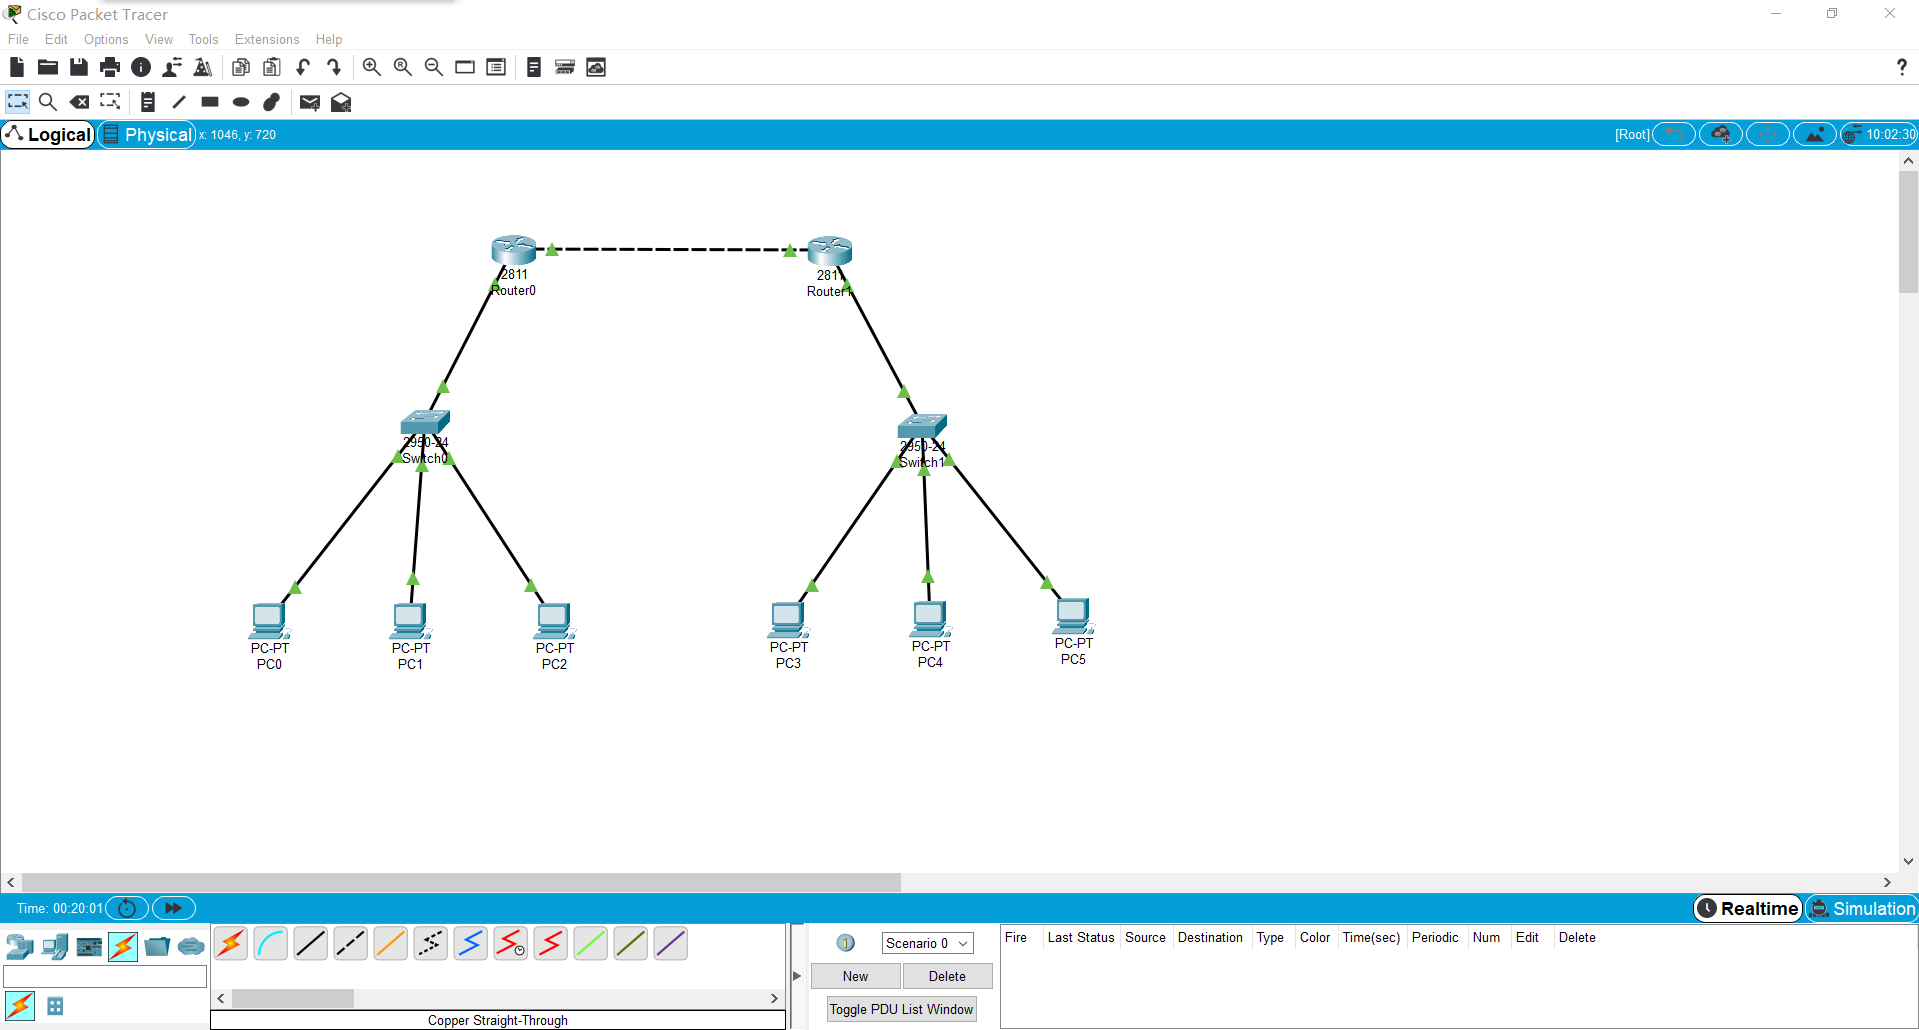 Cisco Packet Tracer
File Edit Options View Tools Extensions Help
Logical Physical x: 1046, y: 720 [Root] 10:02:30
2811
Router0
2811
Router1
2950-24
Switch0
2950-24
Switch1
PC-PT
PC0
PC-PT
PC1
PC-PT
PC2
PC-PT
PC3
PC-PT
PC4
PC-PT
PC5
Time: 00:20:01 Realtime Simulation
Scenario 0
New Delete
Toggle PDU List Window
Fire Last Status Source Destination Type Color Time(sec) Periodic Num Edit Delete
Copper Straight-Through